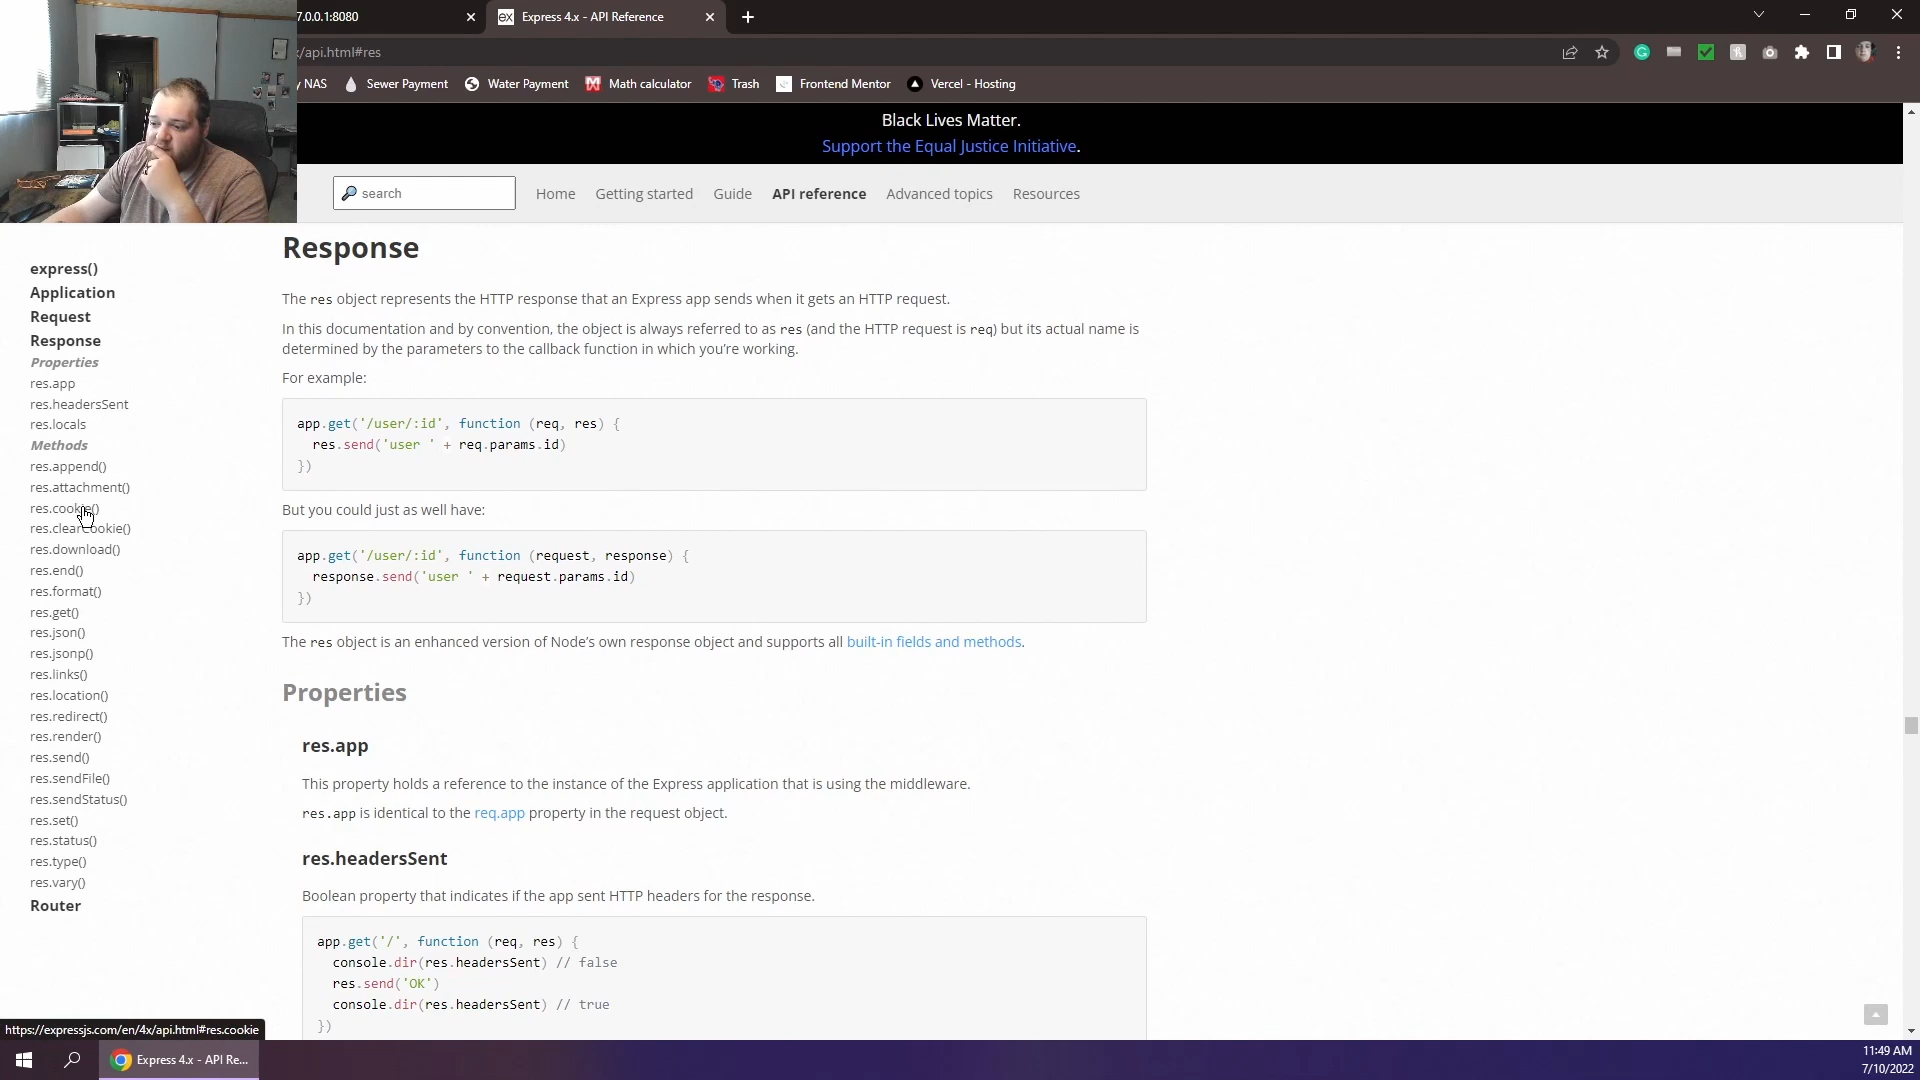 7.0.0.1:8080
Express 4.x - API Reference
:/api.html#res
y NAS
Sewer Payment
Water Payment
Math calculator
Trash
Frontend Mentor
Vercel - Hosting
Black Lives Matter.
Support the Equal Justice Initiative.
search
Home
Getting started
Guide
API reference
Advanced topics
Resources
express()
Application
Request
Response
Properties
res.app
res.headersSent
res.locals
Methods
res.append()
res.attachment()
res.cookie()
res.clearCookie()
res.download()
res.end()
res.format()
res.get()
res.json()
res.jsonp()
res.links()
res.location()
res.redirect()
res.render()
res.send()
res.sendFile()
res.sendStatus()
res.set()
res.status()
res.type()
res.vary()
Router
Response
The res object represents the HTTP response that an Express app sends when it gets an HTTP request.
In this documentation and by convention, the object is always referred to as res (and the HTTP request is req) but its actual name is
determined by the parameters to the callback function in which you’re working.
For example:
app.get('/user/:id', function (req, res) {
res.send('user ' + req.params.id)
})
But you could just as well have:
app.get('/user/:id', function (request, response) {
response.send('user ' + request.params.id)
})
The res object is an enhanced version of Node’s own response object and supports all built-in fields and methods.
Properties
res.app
This property holds a reference to the instance of the Express application that is using the middleware.
res.app is identical to the req.app property in the request object.
res.headersSent
Boolean property that indicates if the app sent HTTP headers for the response.
app.get('/', function (req, res) {
console.dir(res.headersSent) // false
res.send('OK')
console.dir(res.headersSent) // true
})
https://expressjs.com/en/4x/api.html#res.cookie
Express 4.x - API Re...
11:49 AM
7/10/2022